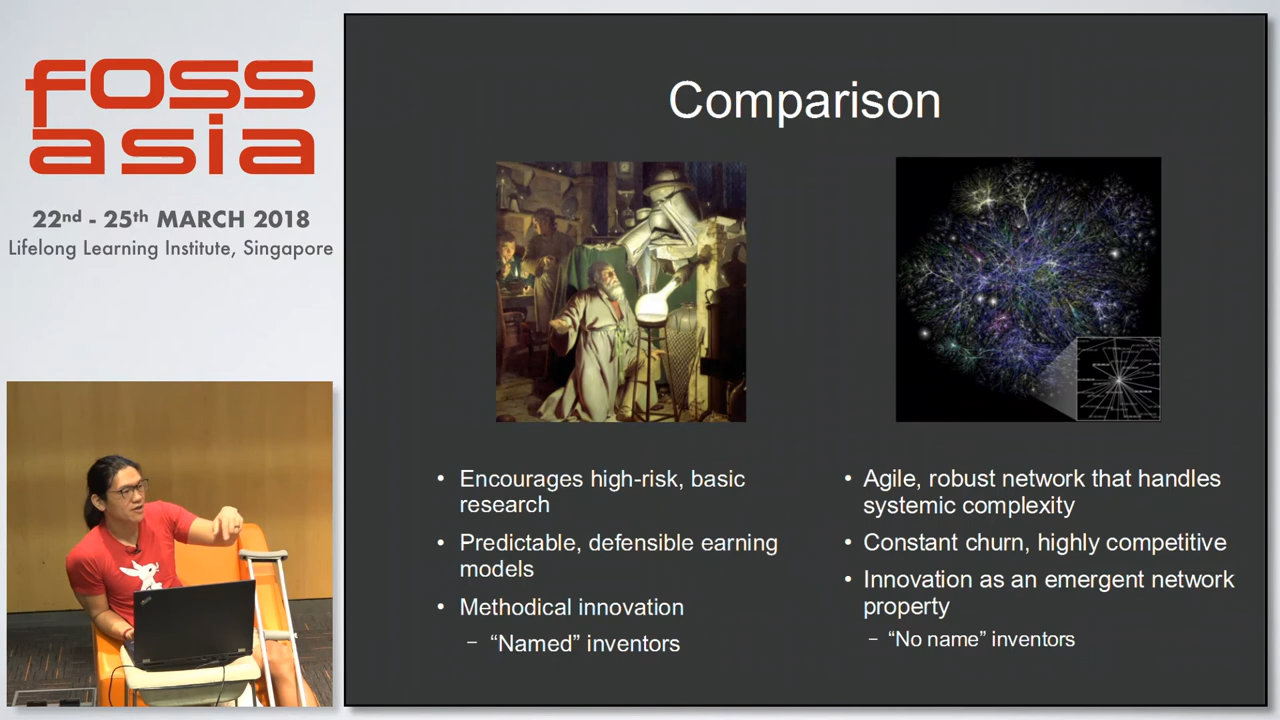 foss
asia
22nd - 25th MARCH 2018
Lifelong Learning Institute, Singapore
Comparison
• Encourages high-risk, basic
research
• Predictable, defensible earning
models
• Methodical innovation
– “Named” inventors
• Agile, robust network that handles
systemic complexity
• Constant churn, highly competitive
• Innovation as an emergent network
property
– “No name” inventors